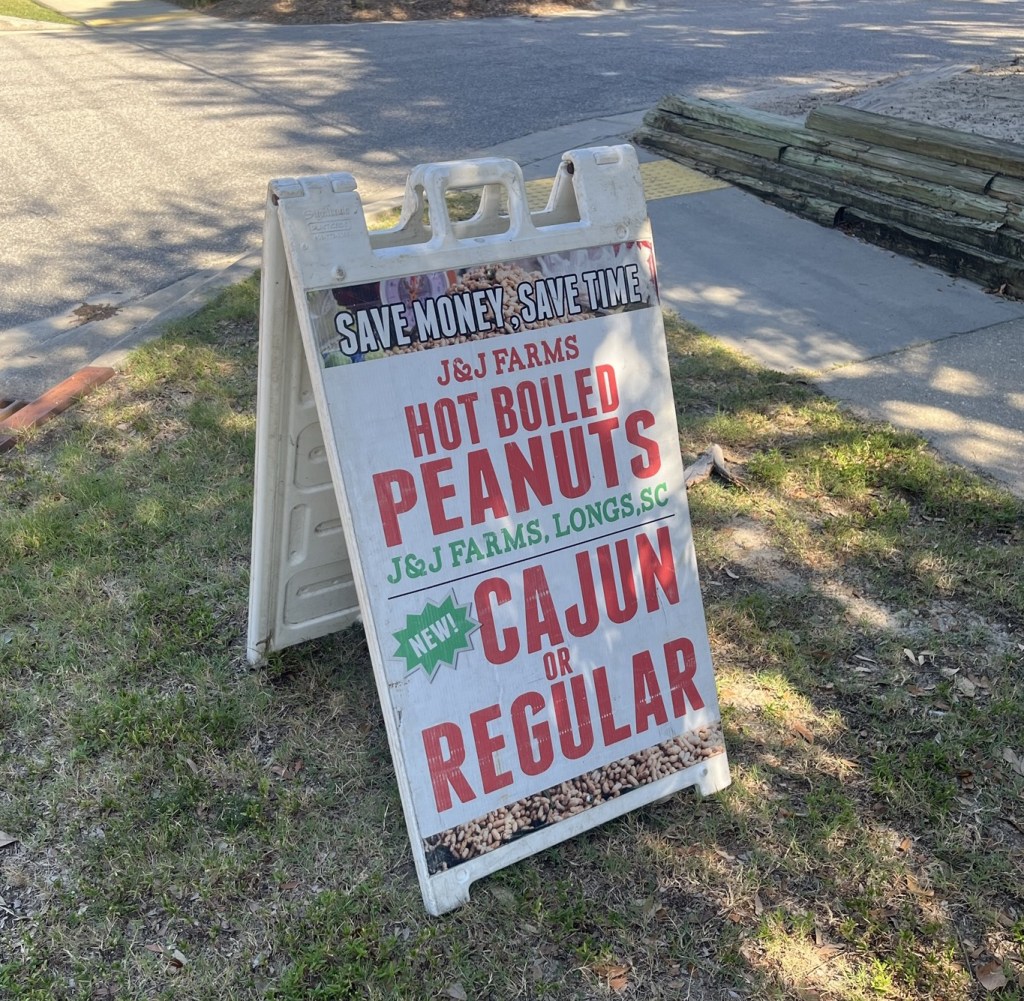 SAVE MONEY, SAVE TIME
J&J FARMS
HOT BOILED
PEANUTS
J&J FARMS, LONGS,SC
NEW!
CAJUN
OR
REGULAR